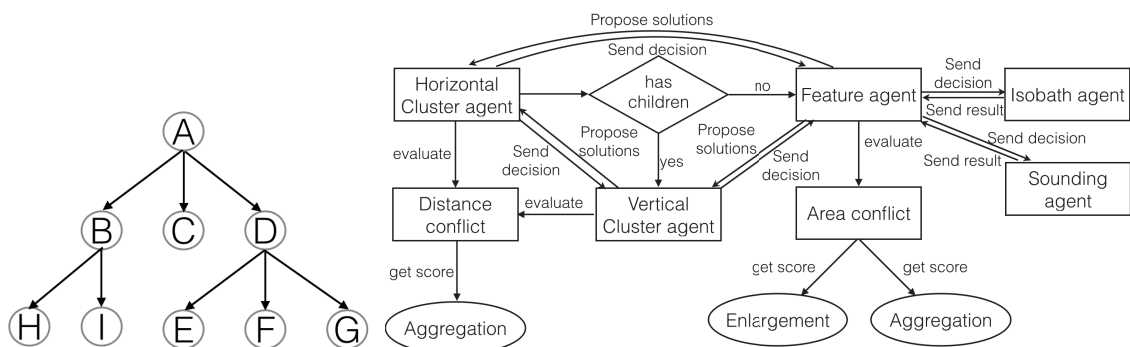 A
B
C
D
H
I
E
F
G
Propose solutions
Send decision
Horizontal
Cluster agent
has
children
no
Feature agent
Send
decision
Send result
Isobath agent
evaluate
Send
decision
Propose
solutions
yes
Propose
solutions
Send
decision
evaluate
Send decision
Send result
Sounding
agent
Distance
conflict
evaluate
Vertical
Cluster agent
Area conflict
get score
get score
get score
Aggregation
Enlargement
Aggregation